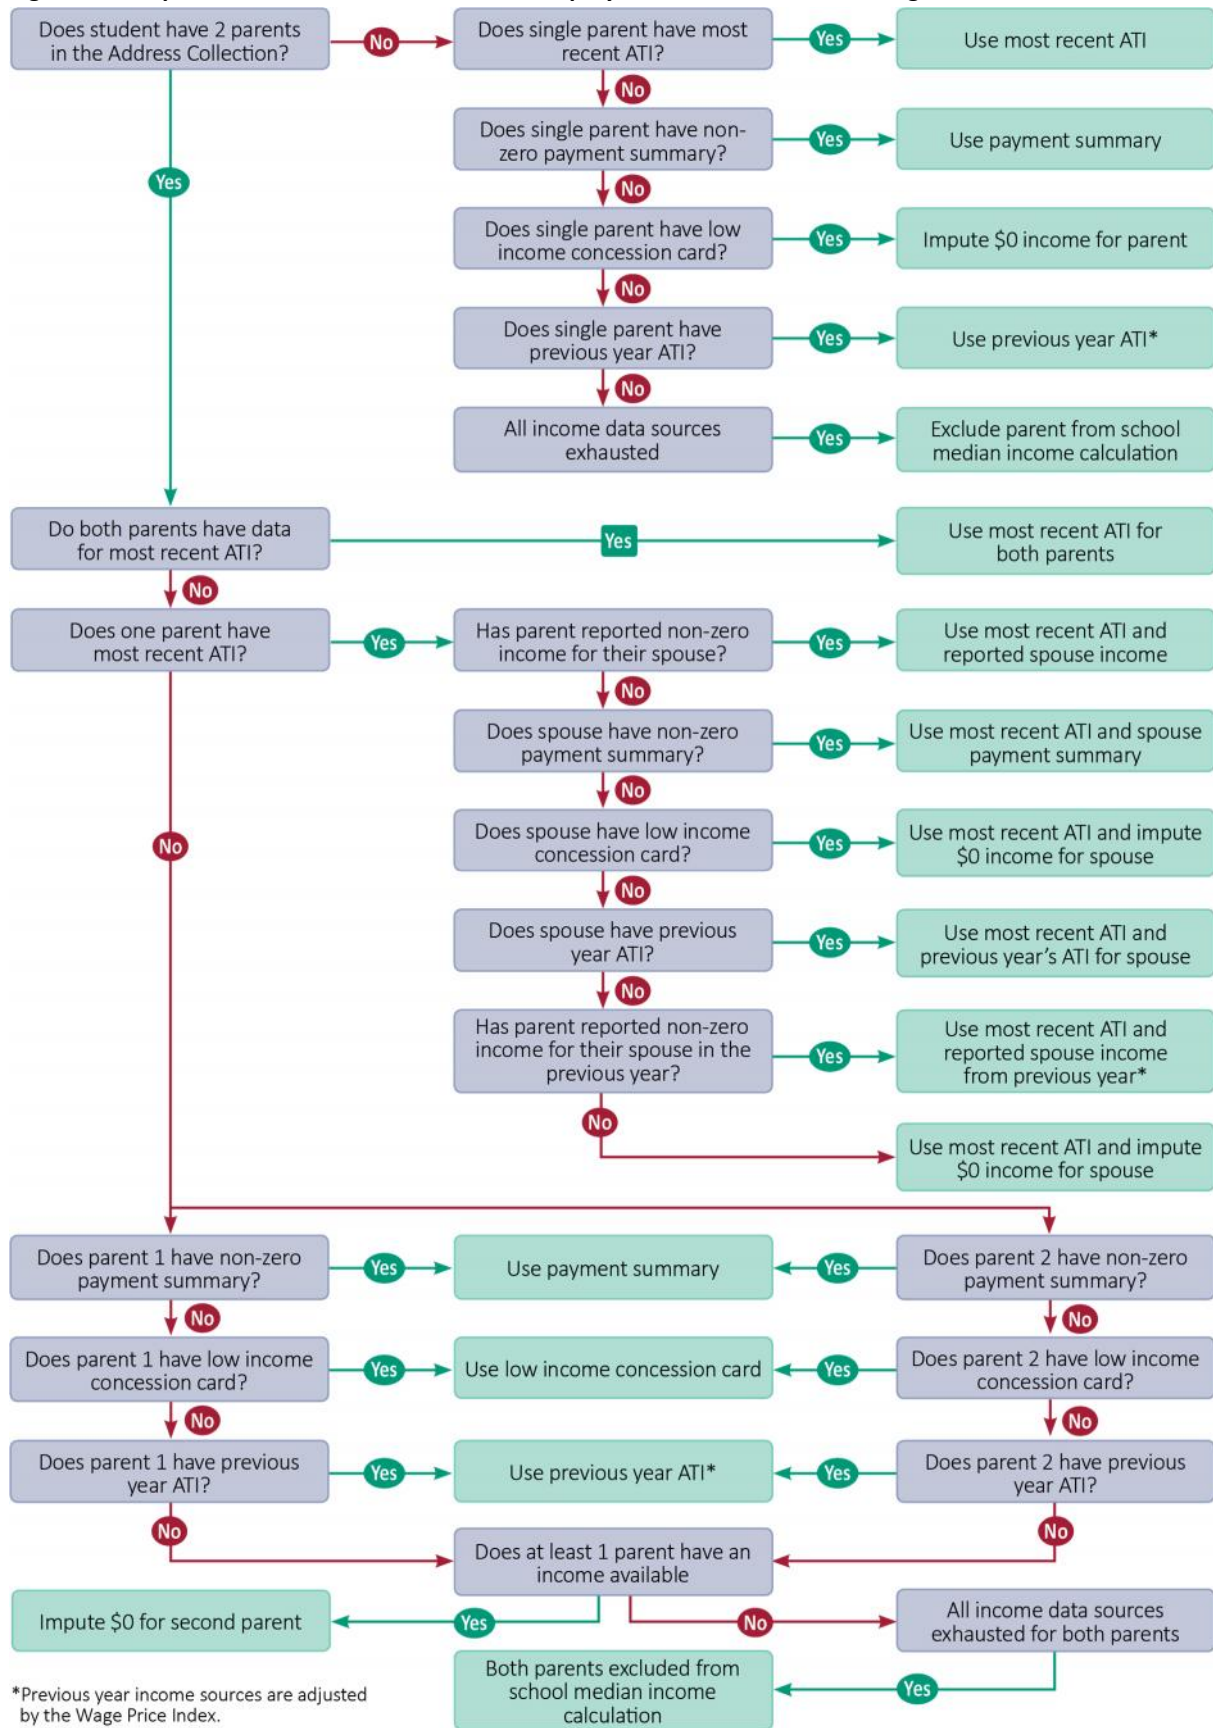 Does student have 2 parents
in the Address Collection?
No
Does single parent have most
recent ATI?
Yes
Use most recent ATI
No
Does single parent have non-
zero payment summary?
Yes
Use payment summary
Yes
No
Does single parent have low
income concession card?
Yes
Impute $0 income for parent
No
Does single parent have
previous year ATI?
Yes
Use previous year ATI*
No
All income data sources
exhausted
Yes
Exclude parent from school
median income calculation
Do both parents have data
for most recent ATI?
Yes
Use most recent ATI for
both parents
No
Does one parent have
most recent ATI?
Yes
Has parent reported non-zero
income for their spouse?
Yes
Use most recent ATI and
reported spouse income
No
Does spouse have non-zero
payment summary?
Yes
Use most recent ATI and spouse
payment summary
No
No
Does spouse have low income
concession card?
Yes
Use most recent ATI and impute
$0 income for spouse
No
Does spouse have previous
year ATI?
Yes
Use most recent ATI and
previous year's ATI for spouse
No
Has parent reported non-zero
income for their spouse in the
previous year?
Yes
Use most recent ATI and
reported spouse income
from previous year*
No
Use most recent ATI and impute
$0 income for spouse
Does parent 1 have non-zero
payment summary?
Yes
Use payment summary
Yes
Does parent 2 have non-zero
payment summary?
No
No
Does parent 1 have low income
concession card?
Yes
Use low income concession card
Yes
Does parent 2 have low income
concession card?
No
No
Does parent 1 have previous
year ATI?
Yes
Use previous year ATI*
Yes
Does parent 2 have previous
year ATI?
No
No
Does at least 1 parent have an
income available
Impute $0 for second parent
Yes
No
All income data sources
exhausted for both parents
Both parents excluded from
school median income
calculation
Yes
*Previous year income sources are adjusted
by the Wage Price Index.